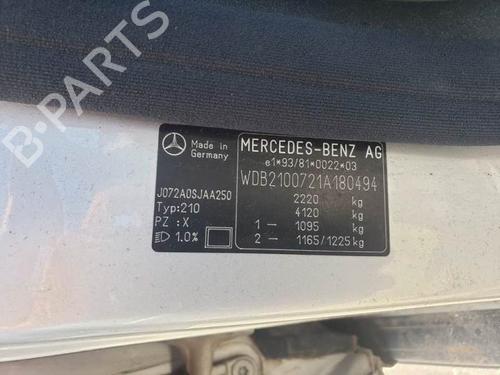 B-PARTS
Made in
Germany
MERCEDES-BENZ AG
e1*93/81*0022*03
WDB2100721A180494
J072A0SJAA250
Typ:210
PZ :X
1.0%
2220 kg
4120 kg
1 — 1095 kg
2 — 1165/1225 kg